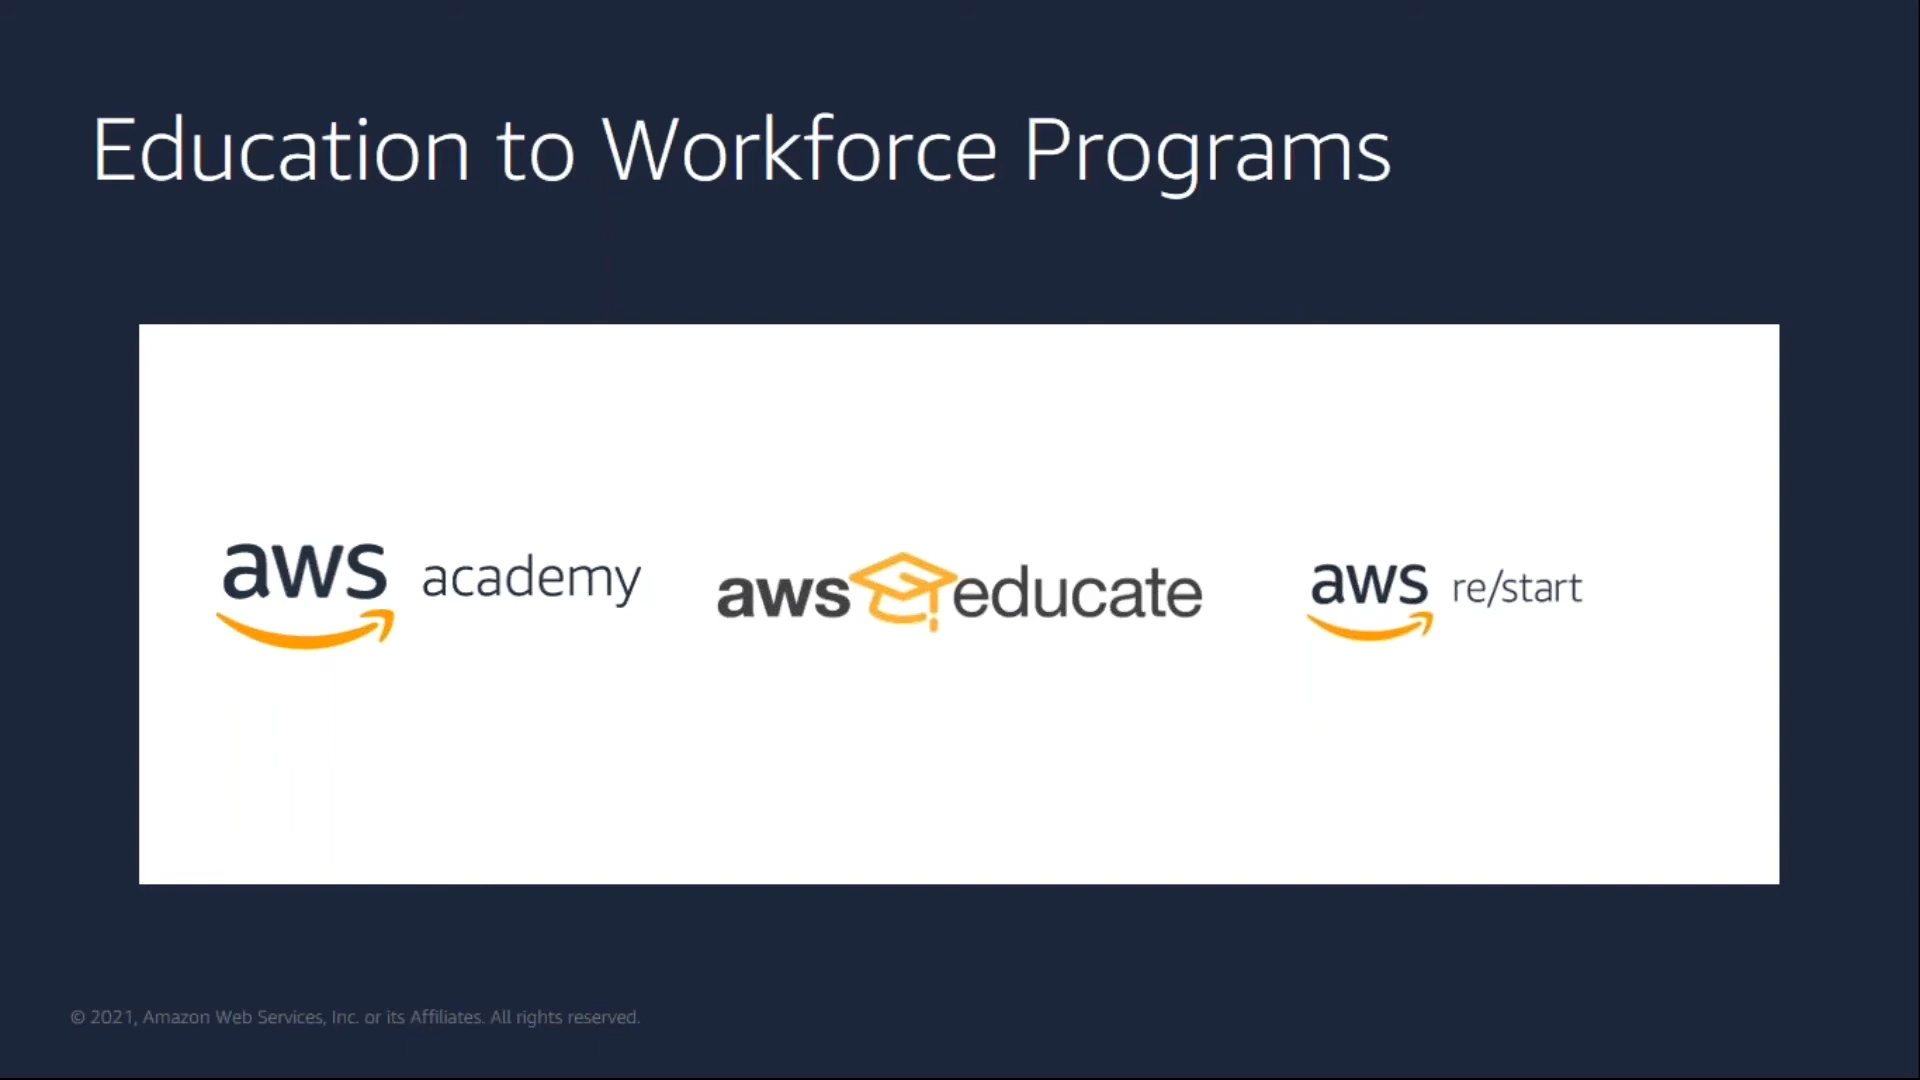 Education to Workforce Programs
aws academy
aws educate
aws re/start
© 2021, Amazon Web Services, Inc. or its Affiliates. All rights reserved.